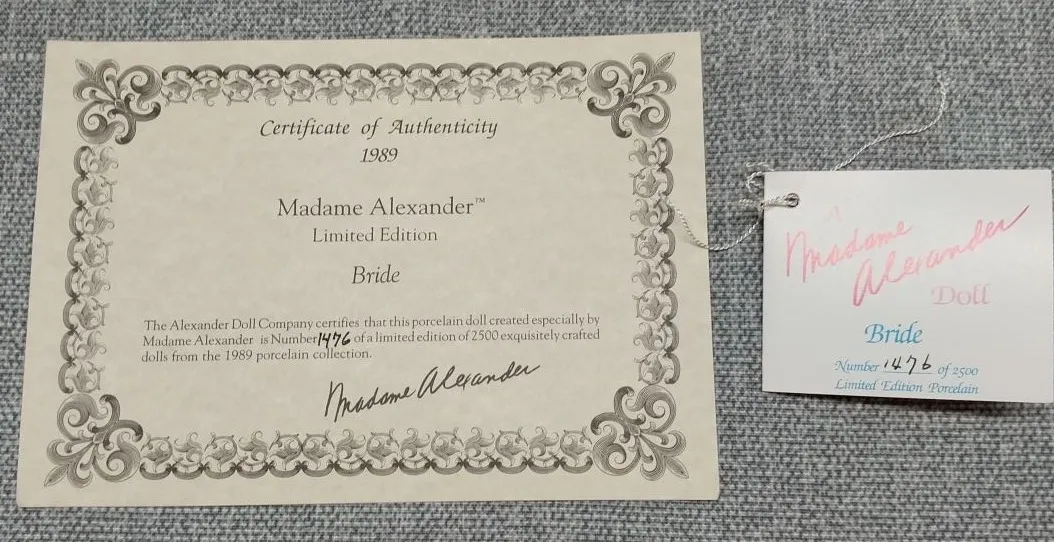 Certificate of Authenticity
1989
Madame Alexander™
Limited Edition
Bride
The Alexander Doll Company certifies that this porcelain doll created especially by
Madame Alexander is Number 1476 of a limited edition of 2500 exquisitely crafted
dolls from the 1989 porcelain collection.
Madame Alexander
Madame
Alexander
Doll
Bride
Number 1476 of 2500
Limited Edition Porcelain